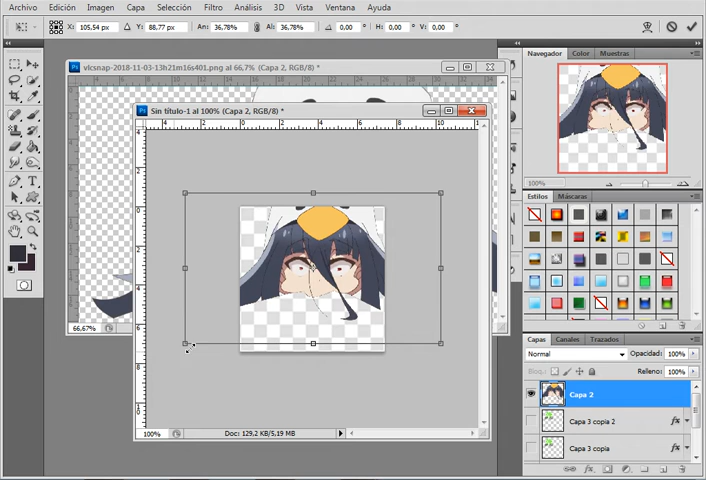 Archivo Edición Imagen Capa Selección Filtro Análisis 3D Vista Ventana Ayuda
X: 105,54 px Y: 88,77 px An: 36,78% Al: 36,78% 0,00 ° H: 0,00 ° V: 0,00 °
Navegador Color Muestras
vlcsnap-2018-11-03-13h21m16s401.png al 66,7% (Capa 2, RGB/8) *
Sin título-1 al 100% (Capa 2, RGB/8) *
100%
Estilos Máscaras
66,67%
100% Doc: 129,2 KB/5,19 MB
Capas Canales Trazados
Normal Opacidad: 100%
Bloq.: Relleno: 100%
Capa 2
Capa 3 copia 2 fx
Capa 3 copia fx